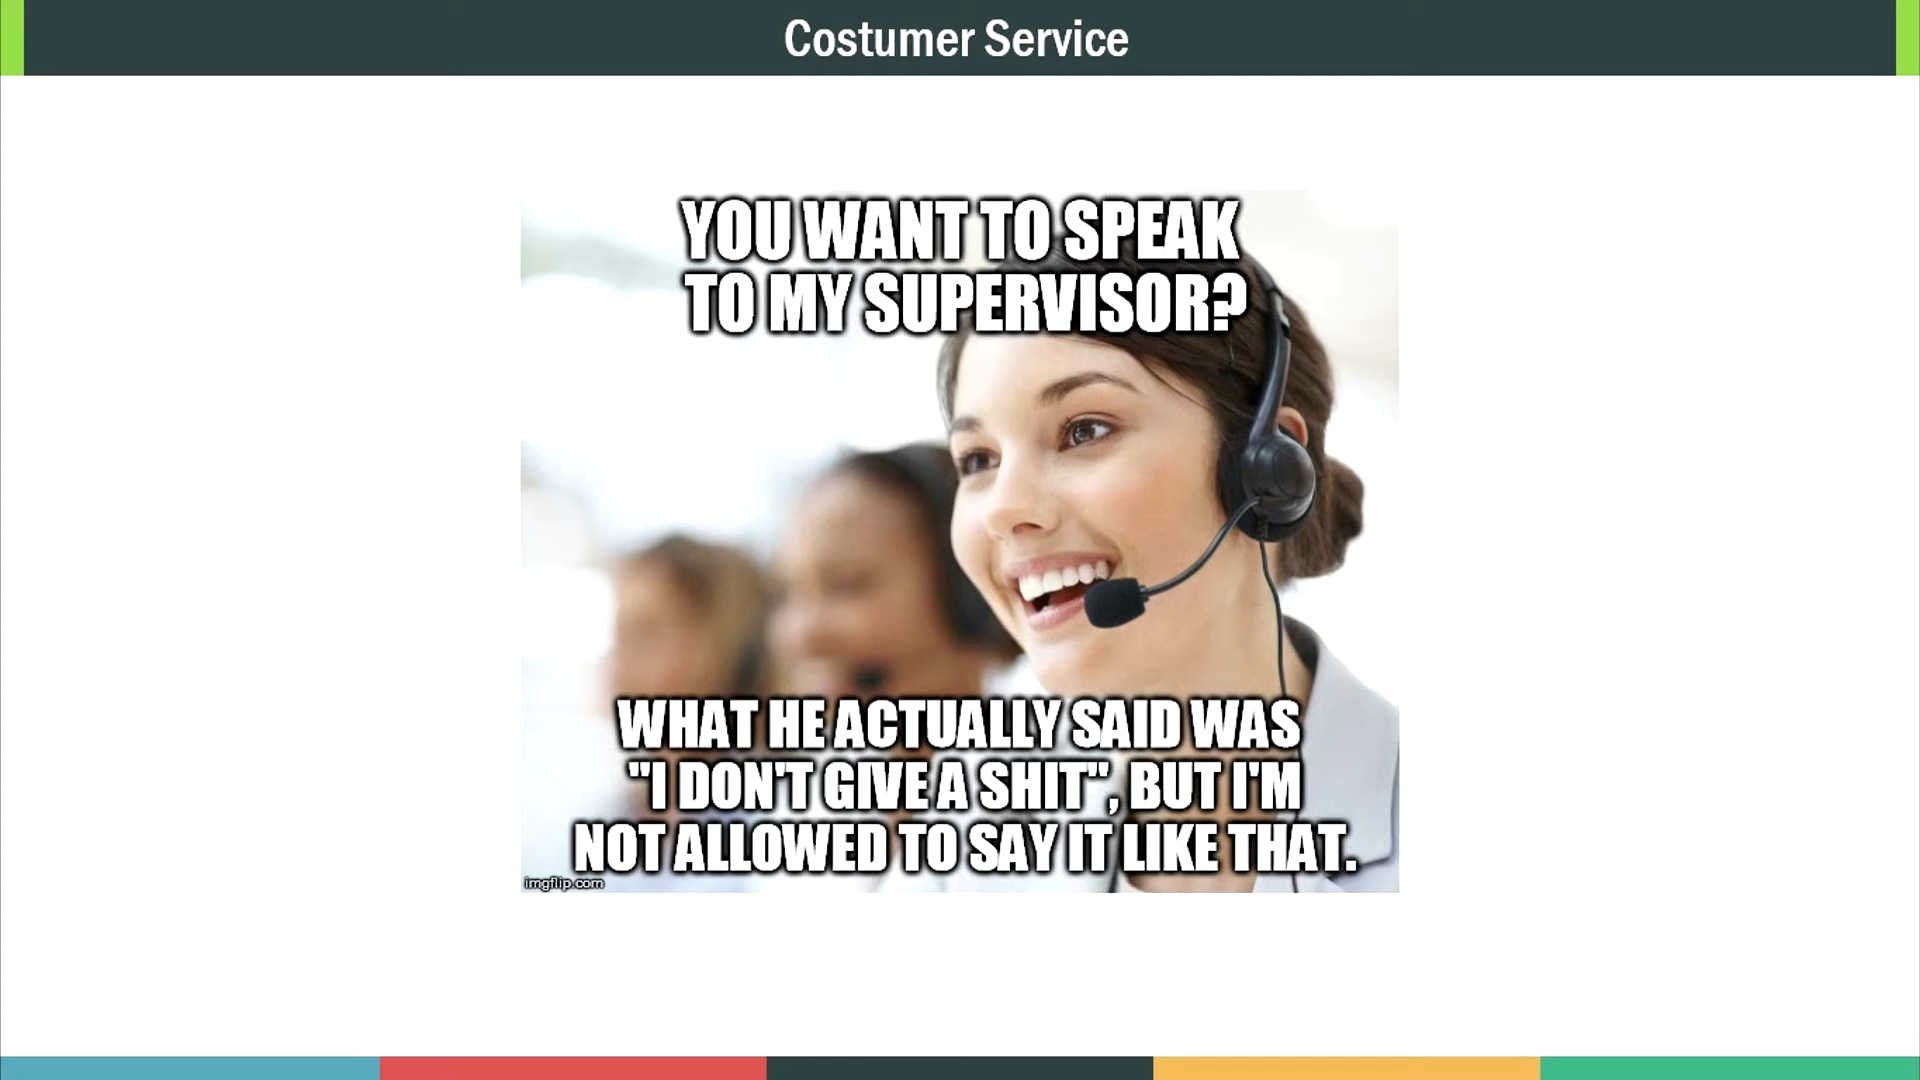 Costumer Service
YOU WANT TO SPEAK
TO MY SUPERVISOR?
WHAT HE ACTUALLY SAID WAS
"I DON'T GIVE A SHIT", BUT I'M
NOT ALLOWED TO SAY IT LIKE THAT.
imgflip.com